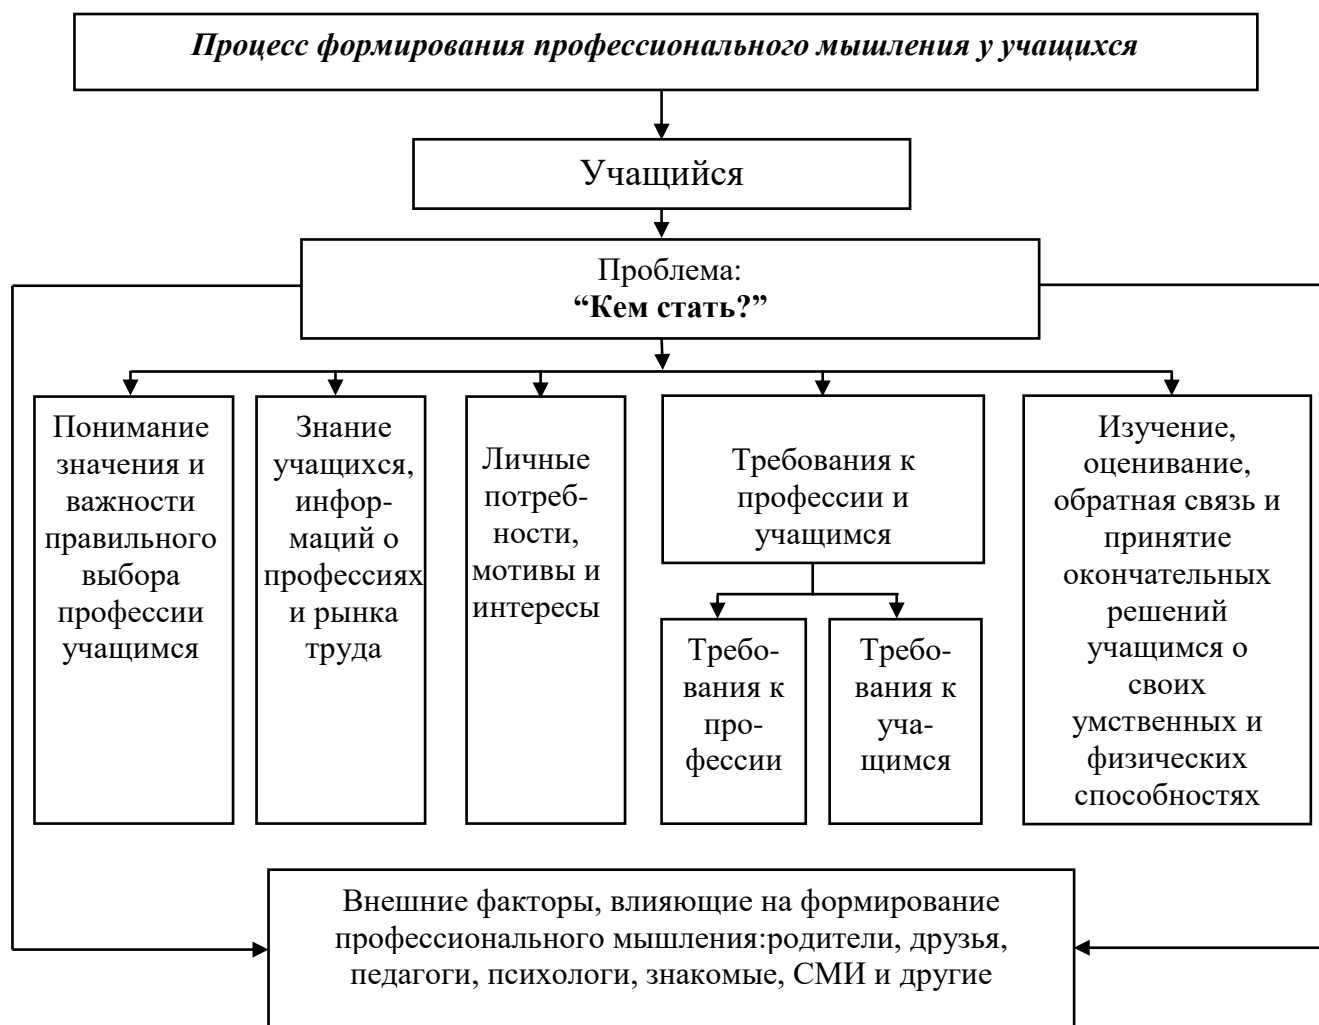 Процесс формирования профессионального мышления у учащихся
Учащийся
Проблема:
“Кем стать?”
Понимание
значения и
важности
правильного
выбора
профессии
учащимся
Знание
учащихся,
инфор-
маций о
профессиях
и рынка
труда
Личные
потреб-
ности,
мотивы и
интересы
Требования к
профессии и
учащимся
Требо-
вания к
про-
фессии
Требо-
вания к
уча-
щимся
Изучение,
оценивание,
обратная связь и
принятие
окончательных
решений
учащимся о
своих
умственных и
физических
способностях
Внешние факторы, влияющие на формирование
профессионального мышления:родители, друзья,
педагоги, психологи, знакомые, СМИ и другие